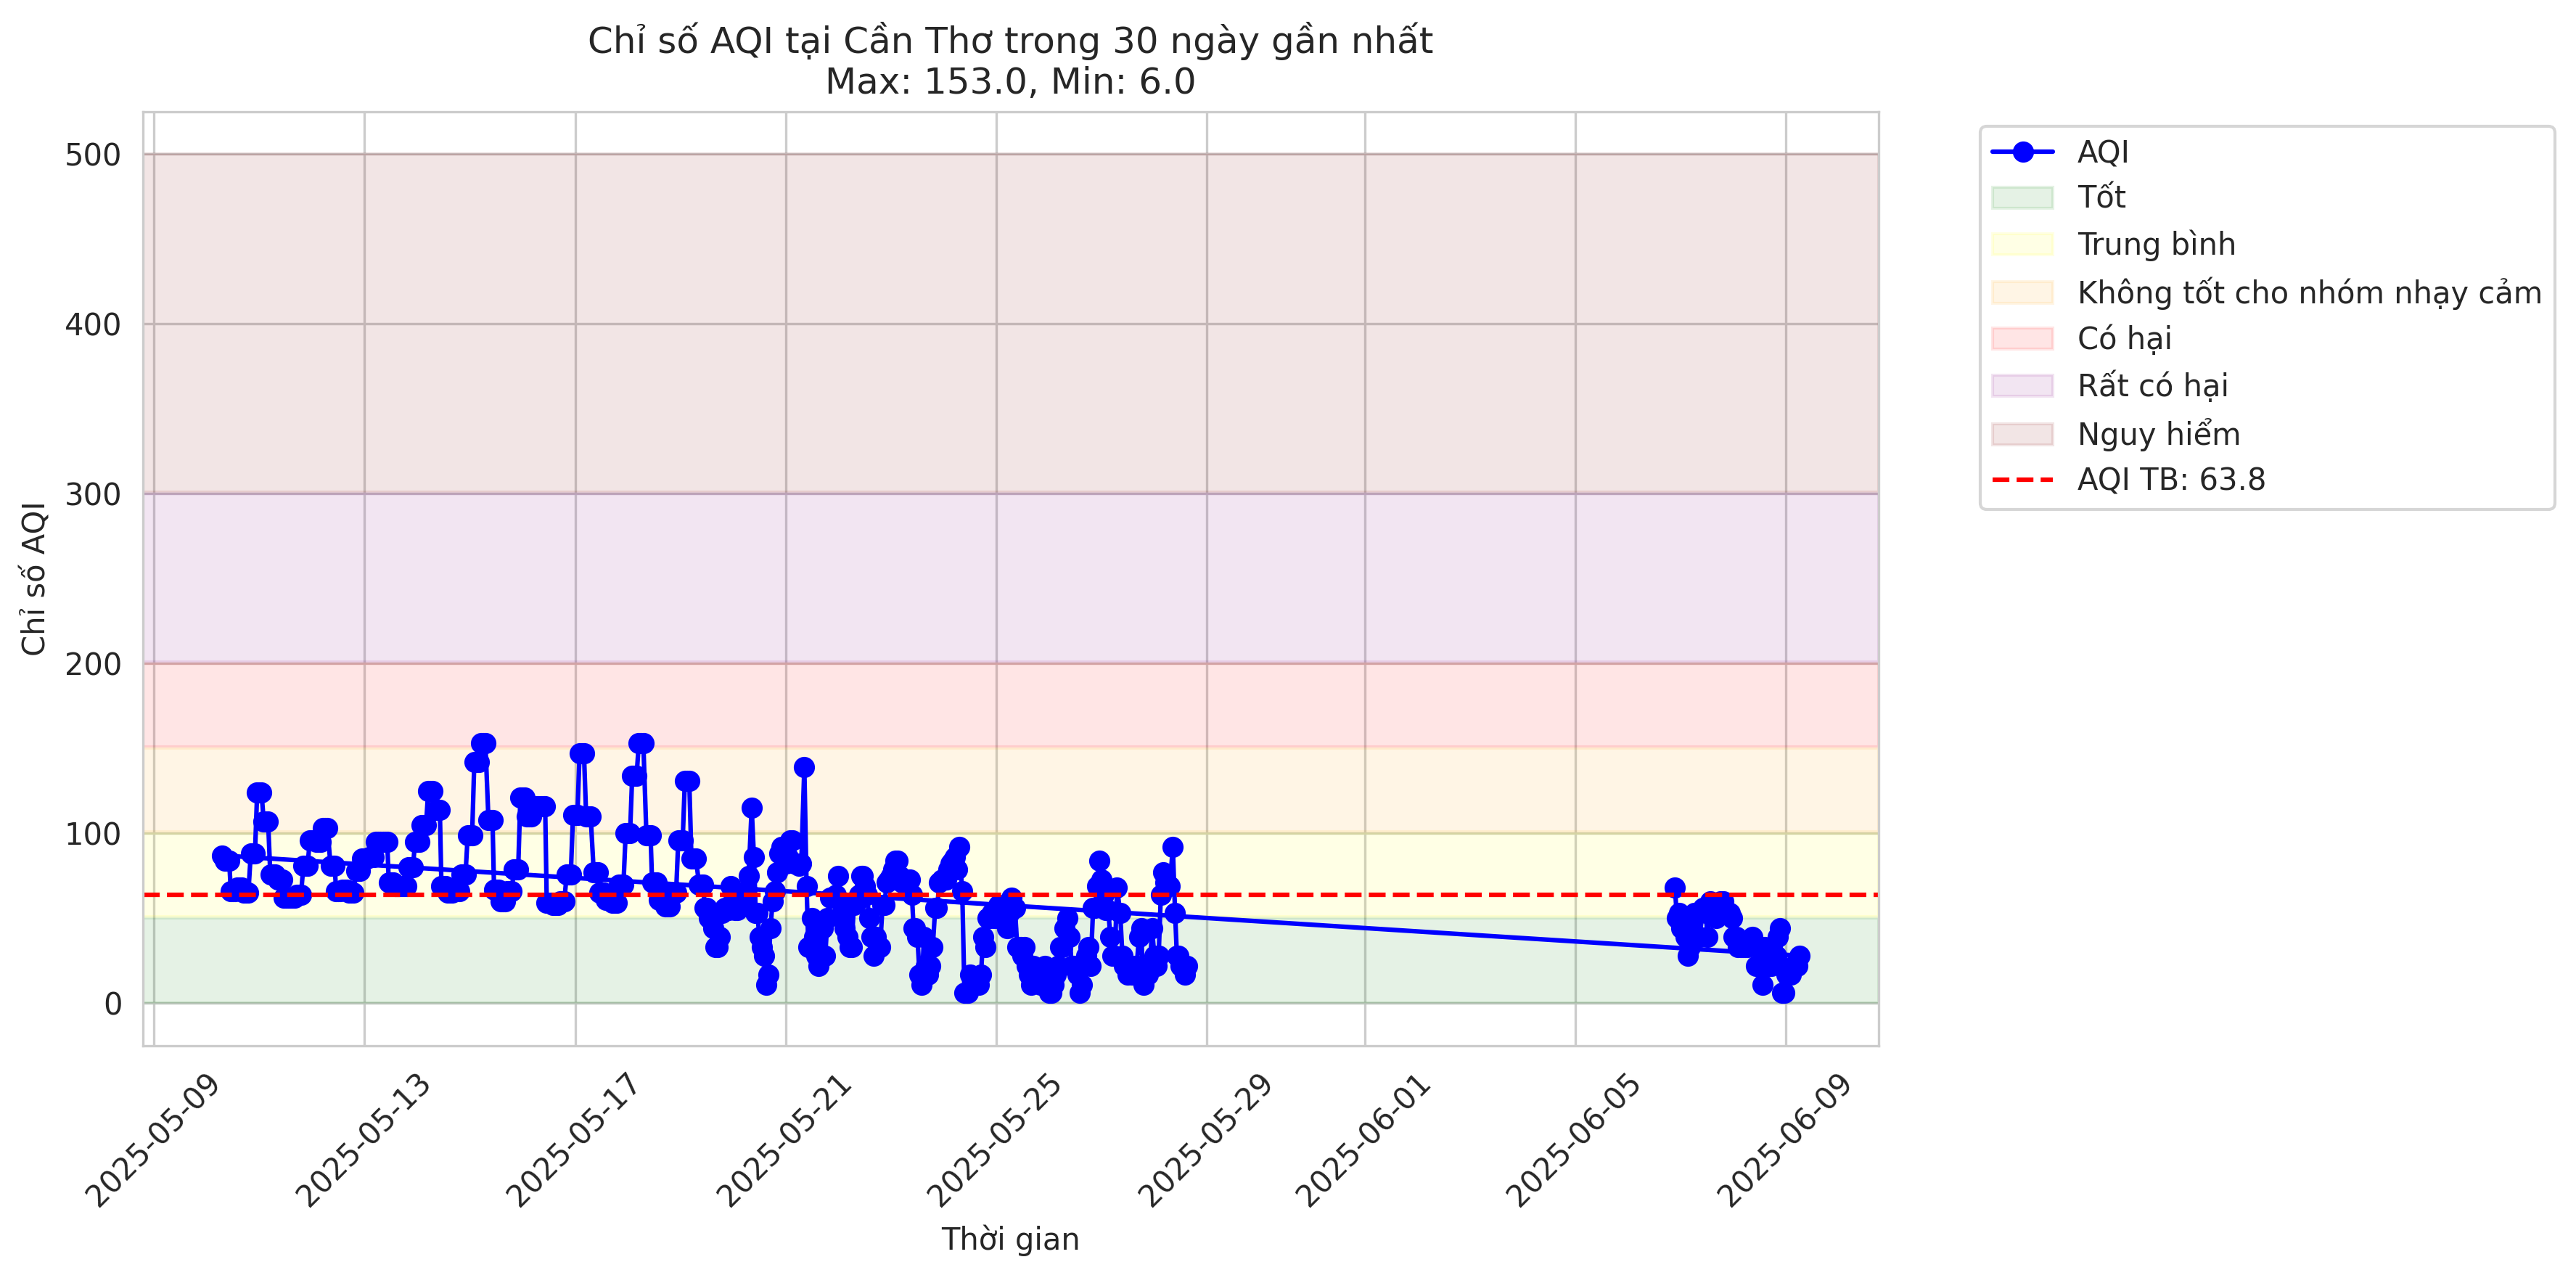 Chỉ số AQI tại Cần Thơ trong 30 ngày gần nhất
Max: 153.0, Min: 6.0
Chỉ số AQI
500
400
300
200
100
0
2025-05-09
2025-05-13
2025-05-17
2025-05-21
2025-05-25
2025-05-29
2025-06-01
2025-06-05
2025-06-09
Thời gian
AQI
Tốt
Trung bình
Không tốt cho nhóm nhạy cảm
Có hại
Rất có hại
Nguy hiểm
AQI TB: 63.8